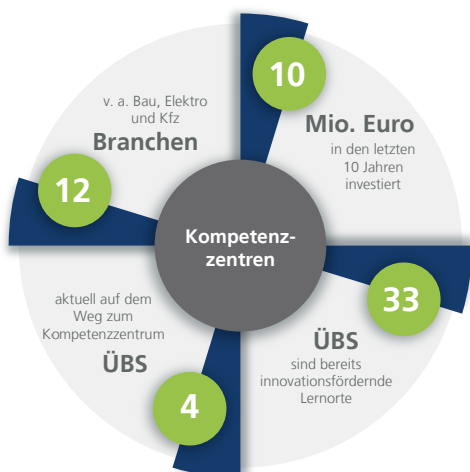 10
Mio. Euro
in den letzten
10 Jahren
investiert
33
ÜBS
sind bereits
innovationsfördernde
Lernorte
4
aktuell auf dem
Weg zum
Kompetenzzentrum
ÜBS
12
v. a. Bau, Elektro
und Kfz
Branchen
Kompetenz-
zentren